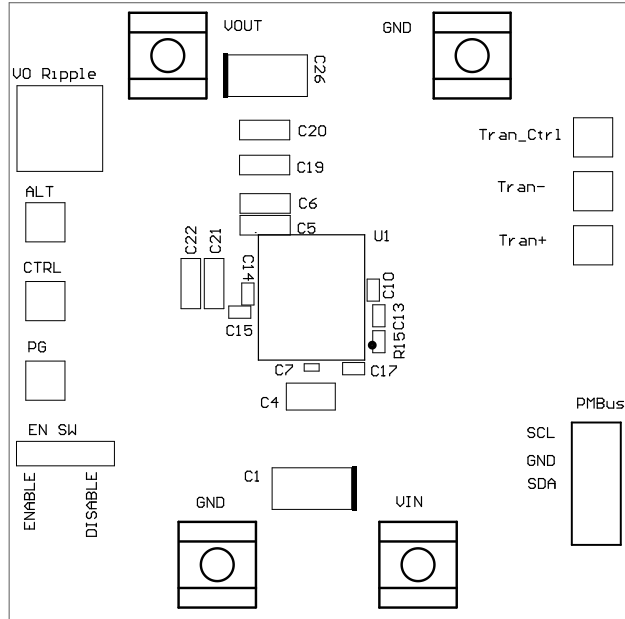 VOUT
GND
C26
VO Ripple
C20
Tran_Ctrl
C19
Tran-
ALT
C6
C5
Tran+
U1
C22
C21
CTRL
C14
C10
C15
C13
R15
PG
C7
C17
C4
PMBus
EN SW
SCL
GND
SDA
C1
ENABLE
DISABLE
GND
VIN